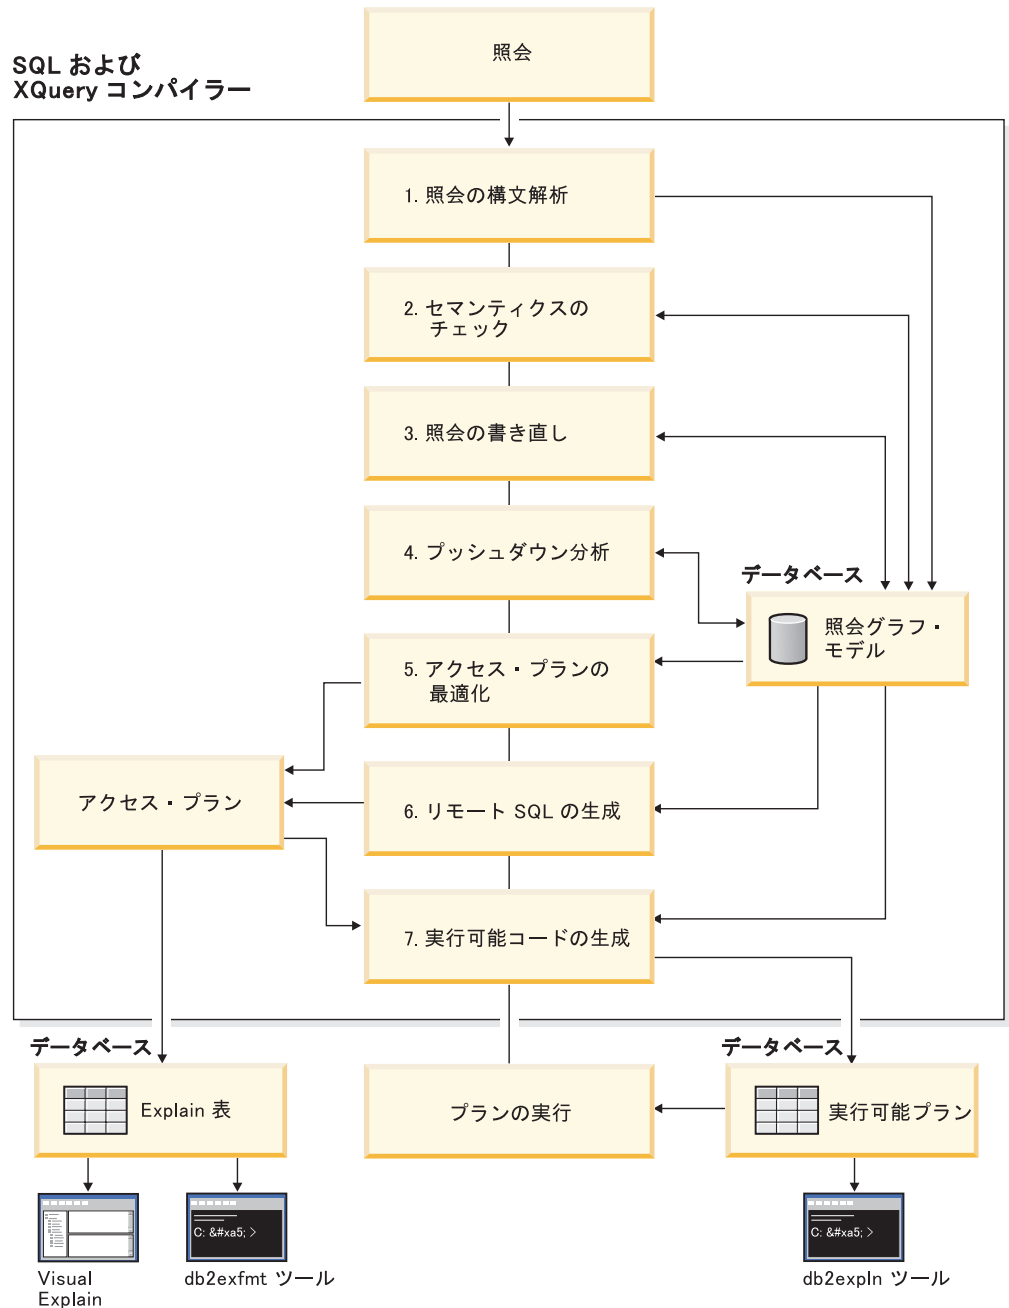 照会
SQL および
XQuery コンパイラー
1. 照会の構文解析
2. セマンティクスの
チェック
3. 照会の書き直し
4. プッシュダウン分析
データベース
照会グラフ・
モデル
5. アクセス・プランの
最適化
アクセス・プラン
6. リモート SQL の生成
7. 実行可能コードの生成
データベース
データベース
Explain 表
プランの実行
実行可能プラン
C: &#xa5; >
C: &#xa5; >
Visual
Explain
db2exfmt ツール
db2expln ツール